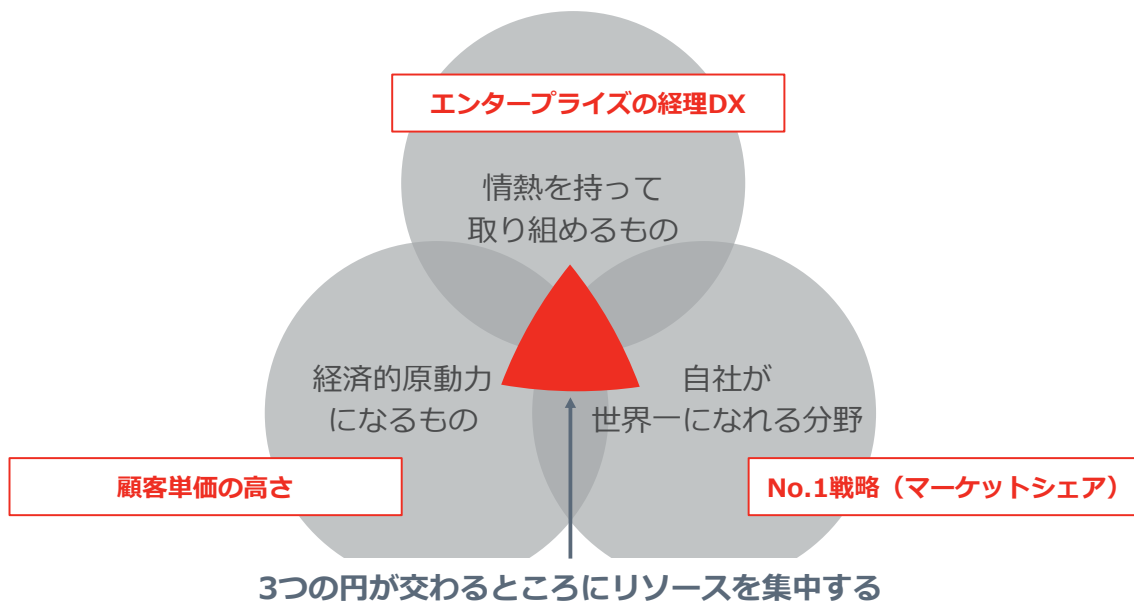 エンタープライズの経理DX
情熱を持って
取り組めるもの
経済的原動力
になるもの
自社が
世界一になれる分野
顧客単価の高さ
No.1戦略（マーケットシェア）
3つの円が交わるところにリソースを集中する